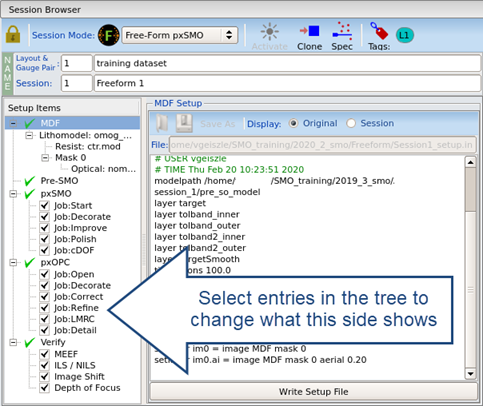 Session Browser
Session Mode: F Free-Form pxSMO
Activate Clone Spec Tags: L1
NAME
Layout & Gauge Pair: 1 training dataset
Session: 1 Freeform 1
Setup Items
MDF
Lithomodel: omog_...
Resist: ctr.mod
Mask 0
Optical: nom...
Pre-SMO
pxSMO
Job:Start
Job:Decorate
Job:Improve
Job:Polish
Job:cDOF
pxOPC
Job:Open
Job:Decorate
Job:Correct
Job:Refine
Job:LMRC
Job:Detail
Verify
MEEF
ILS / NILS
Image Shift
Depth of Focus
MDF Setup
Save As Display: Original Session
File: ome/vgeiszle/SMO_training/2020_2_smo/Freeform/Session1_setup.in
# USER vgeiszle
# TIME Thu Feb 20 10:23:51 2020
modelpath /home/ /SMO_training/2019_3_smo/.
session_1/pre_so_model
layer target
layer tolband_inner
layer tolband_outer
layer tolband2_inner
layer tolband2_outer
100.0
Select entries in the tree to
change what this side shows
im0 = image MDF mask 0
im0.ai = image MDF mask 0 aerial 0.20
Write Setup File